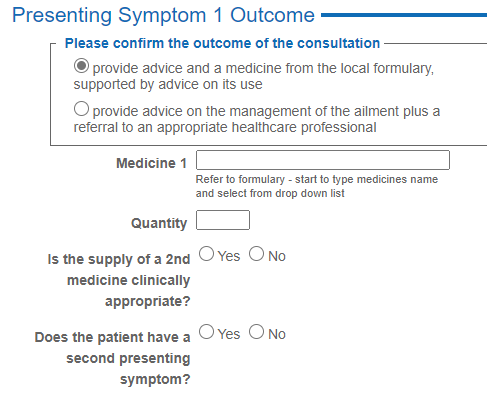 Presenting Symptom 1 Outcome
Please confirm the outcome of the consultation
provide advice and a medicine from the local formulary,
supported by advice on its use
provide advice on the management of the ailment plus a
referral to an appropriate healthcare professional
Medicine 1
Refer to formulary - start to type medicines name
and select from drop down list
Quantity
Is the supply of a 2nd
medicine clinically
appropriate?
Yes No
Does the patient have a
second presenting
symptom?
Yes No